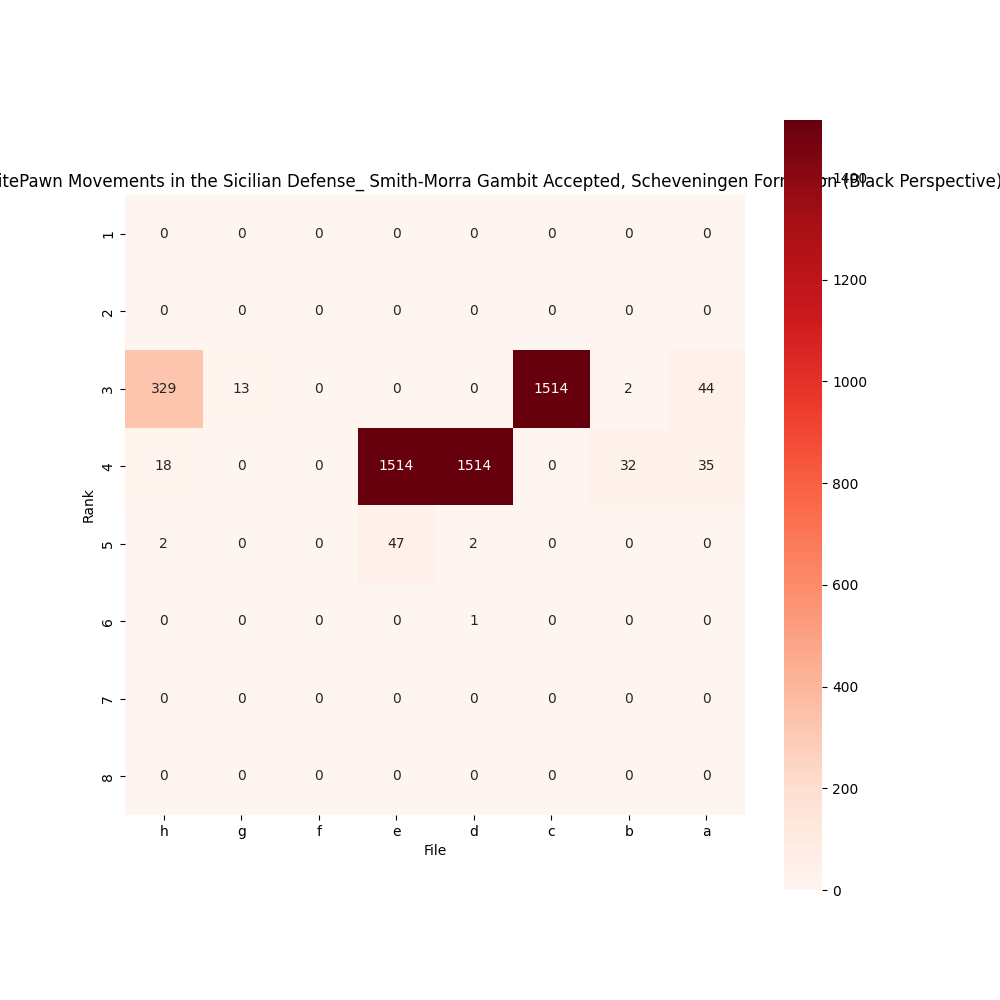 itePawn Movements in the Sicilian Defense_ Smith-Morra Gambit Accepted, Scheveningen Formation (Black Perspective)
1 0 0 0 0 0 0 0 0
2 0 0 0 0 0 0 0 0
3 329 13 0 0 0 1514 2 44
4 18 0 0 1514 1514 0 32 35
5 2 0 0 47 2 0 0 0
6 0 0 0 0 1 0 0 0
7 0 0 0 0 0 0 0 0
8 0 0 0 0 0 0 0 0
h g f e d c b a
File
Rank
1400
1200
1000
800
600
400
200
0